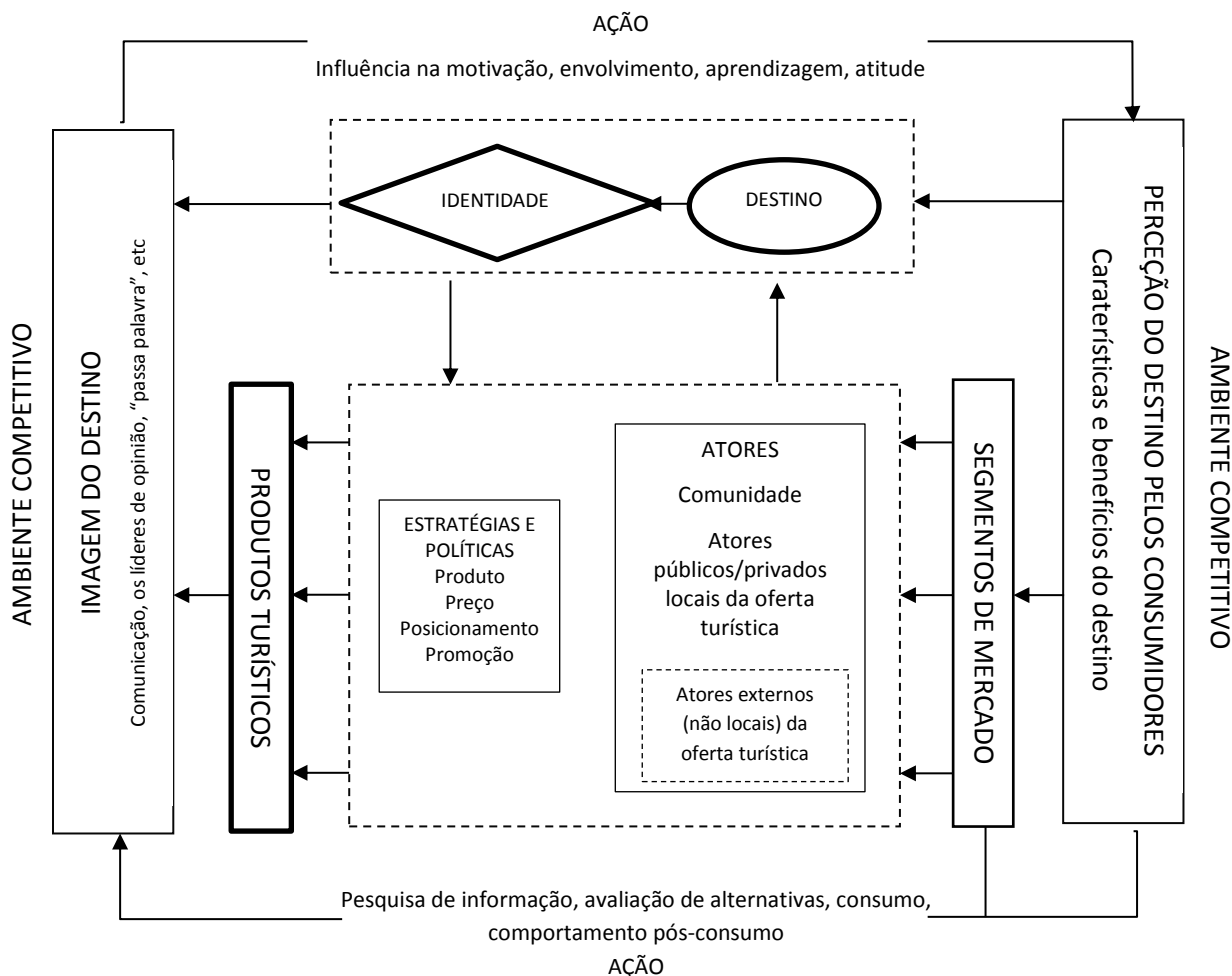 AÇÃO
Influência na motivação, envolvimento, aprendizagem, atitude
AMBIENTE COMPETITIVO
IMAGEM DO DESTINO
Comunicação, os líderes de opinião, “passa palavra”, etc
IDENTIDADE
DESTINO
PRODUTOS TURÍSTICOS
ESTRATÉGIAS E
POLÍTICAS
Produto
Preço
Posicionamento
Promoção
ATORES
Comunidade
Atores
públicos/privados
locais da oferta
turística
Atores externos
(não locais) da
oferta turística
SEGMENTOS DE MERCADO
PERCEÇÃO DO DESTINO PELOS CONSUMIDORES
Caraterísticas e benefícios do destino
AMBIENTE COMPETITIVO
Pesquisa de informação, avaliação de alternativas, consumo,
comportamento pós-consumo
AÇÃO